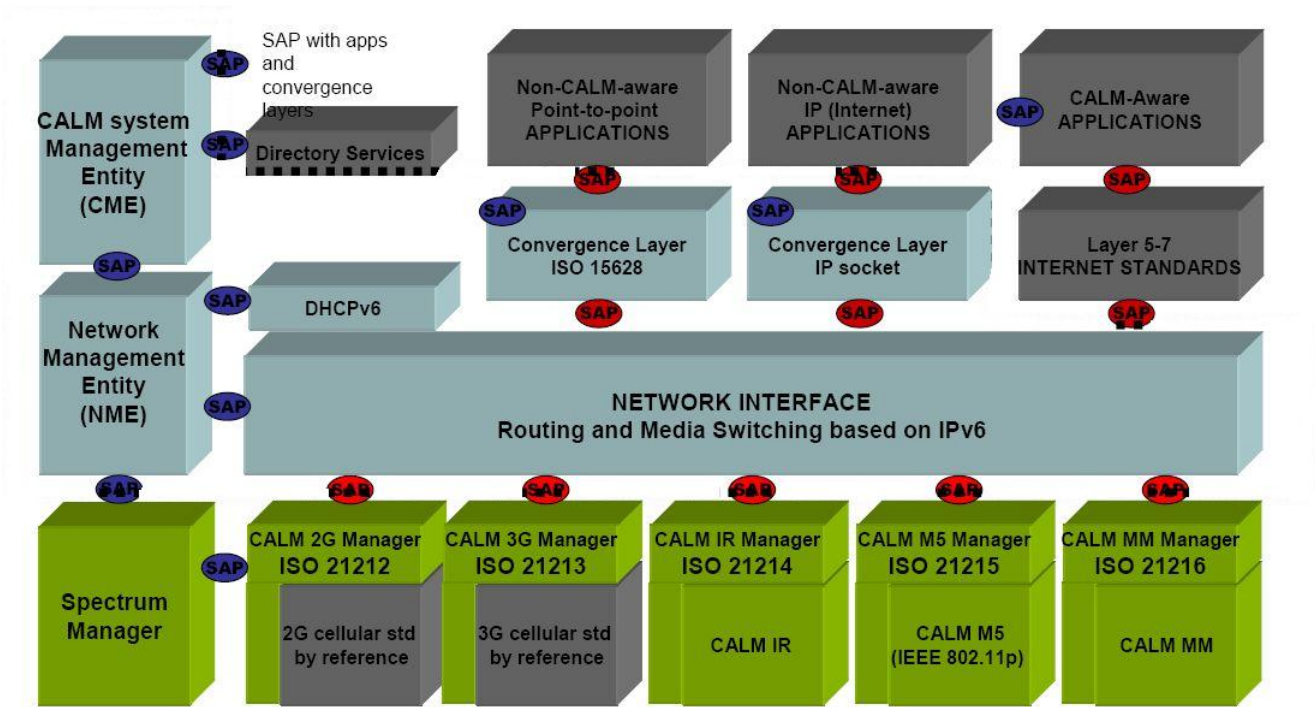 SAP
SAP with apps
and
convergence
layers
CALM system
Management
Entity
(CME)
SAP
Directory Services
Non-CALM-aware
Point-to-point
APPLICATIONS
Non-CALM-aware
IP (Internet)
APPLICATIONS
SAP
CALM-Aware
APPLICATIONS
SAP
SAP
SAP
SAP
Convergence Layer
ISO 15628
SAP
Convergence Layer
IP socket
Layer 5-7
INTERNET STANDARDS
SAP
SAP
DHCPv6
SAP
SAP
SAP
Network
Management
Entity
(NME)
SAP
NETWORK INTERFACE
Routing and Media Switching based on IPv6
SAP
SAP
SAP
SAP
SAP
SAP
Spectrum
Manager
SAP
CALM 2G Manager
ISO 21212
2G cellular std
by reference
CALM 3G Manager
ISO 21213
3G cellular std
by reference
CALM IR Manager
ISO 21214
CALM IR
CALM M5 Manager
ISO 21215
CALM M5
(IEEE 802.11p)
CALM MM Manager
ISO 21216
CALM MM